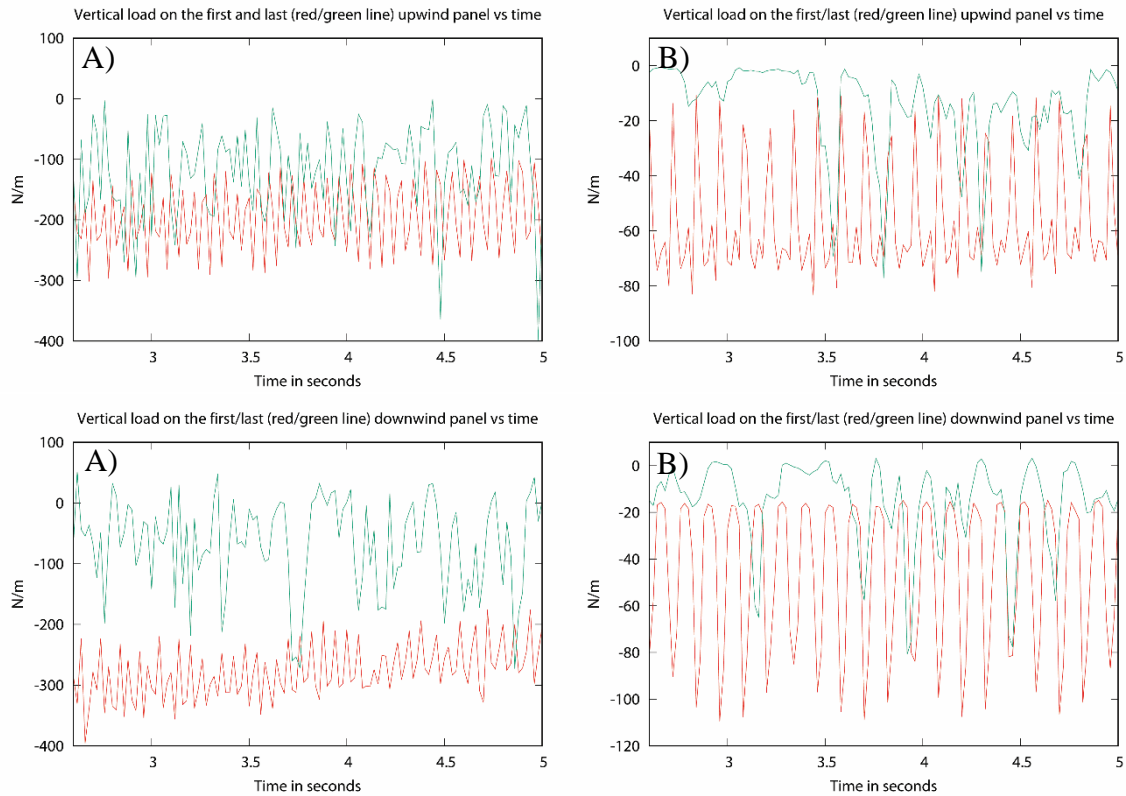 Vertical load on the first and last (red/green line) upwind panel vs time
A)
100
0
-100
-200
-300
-400
N/m
3
3.5
4
4.5
5
Time in seconds
Vertical load on the first/last (red/green line) upwind panel vs time
B)
0
-20
-40
-60
-80
-100
N/m
3
3.5
4
4.5
5
Time in seconds
Vertical load on the first/last (red/green line) downwind panel vs time
A)
100
0
-100
-200
-300
-400
N/m
3
3.5
4
4.5
5
Time in seconds
Vertical load on the first/last (red/green line) downwind panel vs time
B)
0
-20
-40
-60
-80
-100
-120
N/m
3
3.5
4
4.5
5
Time in seconds